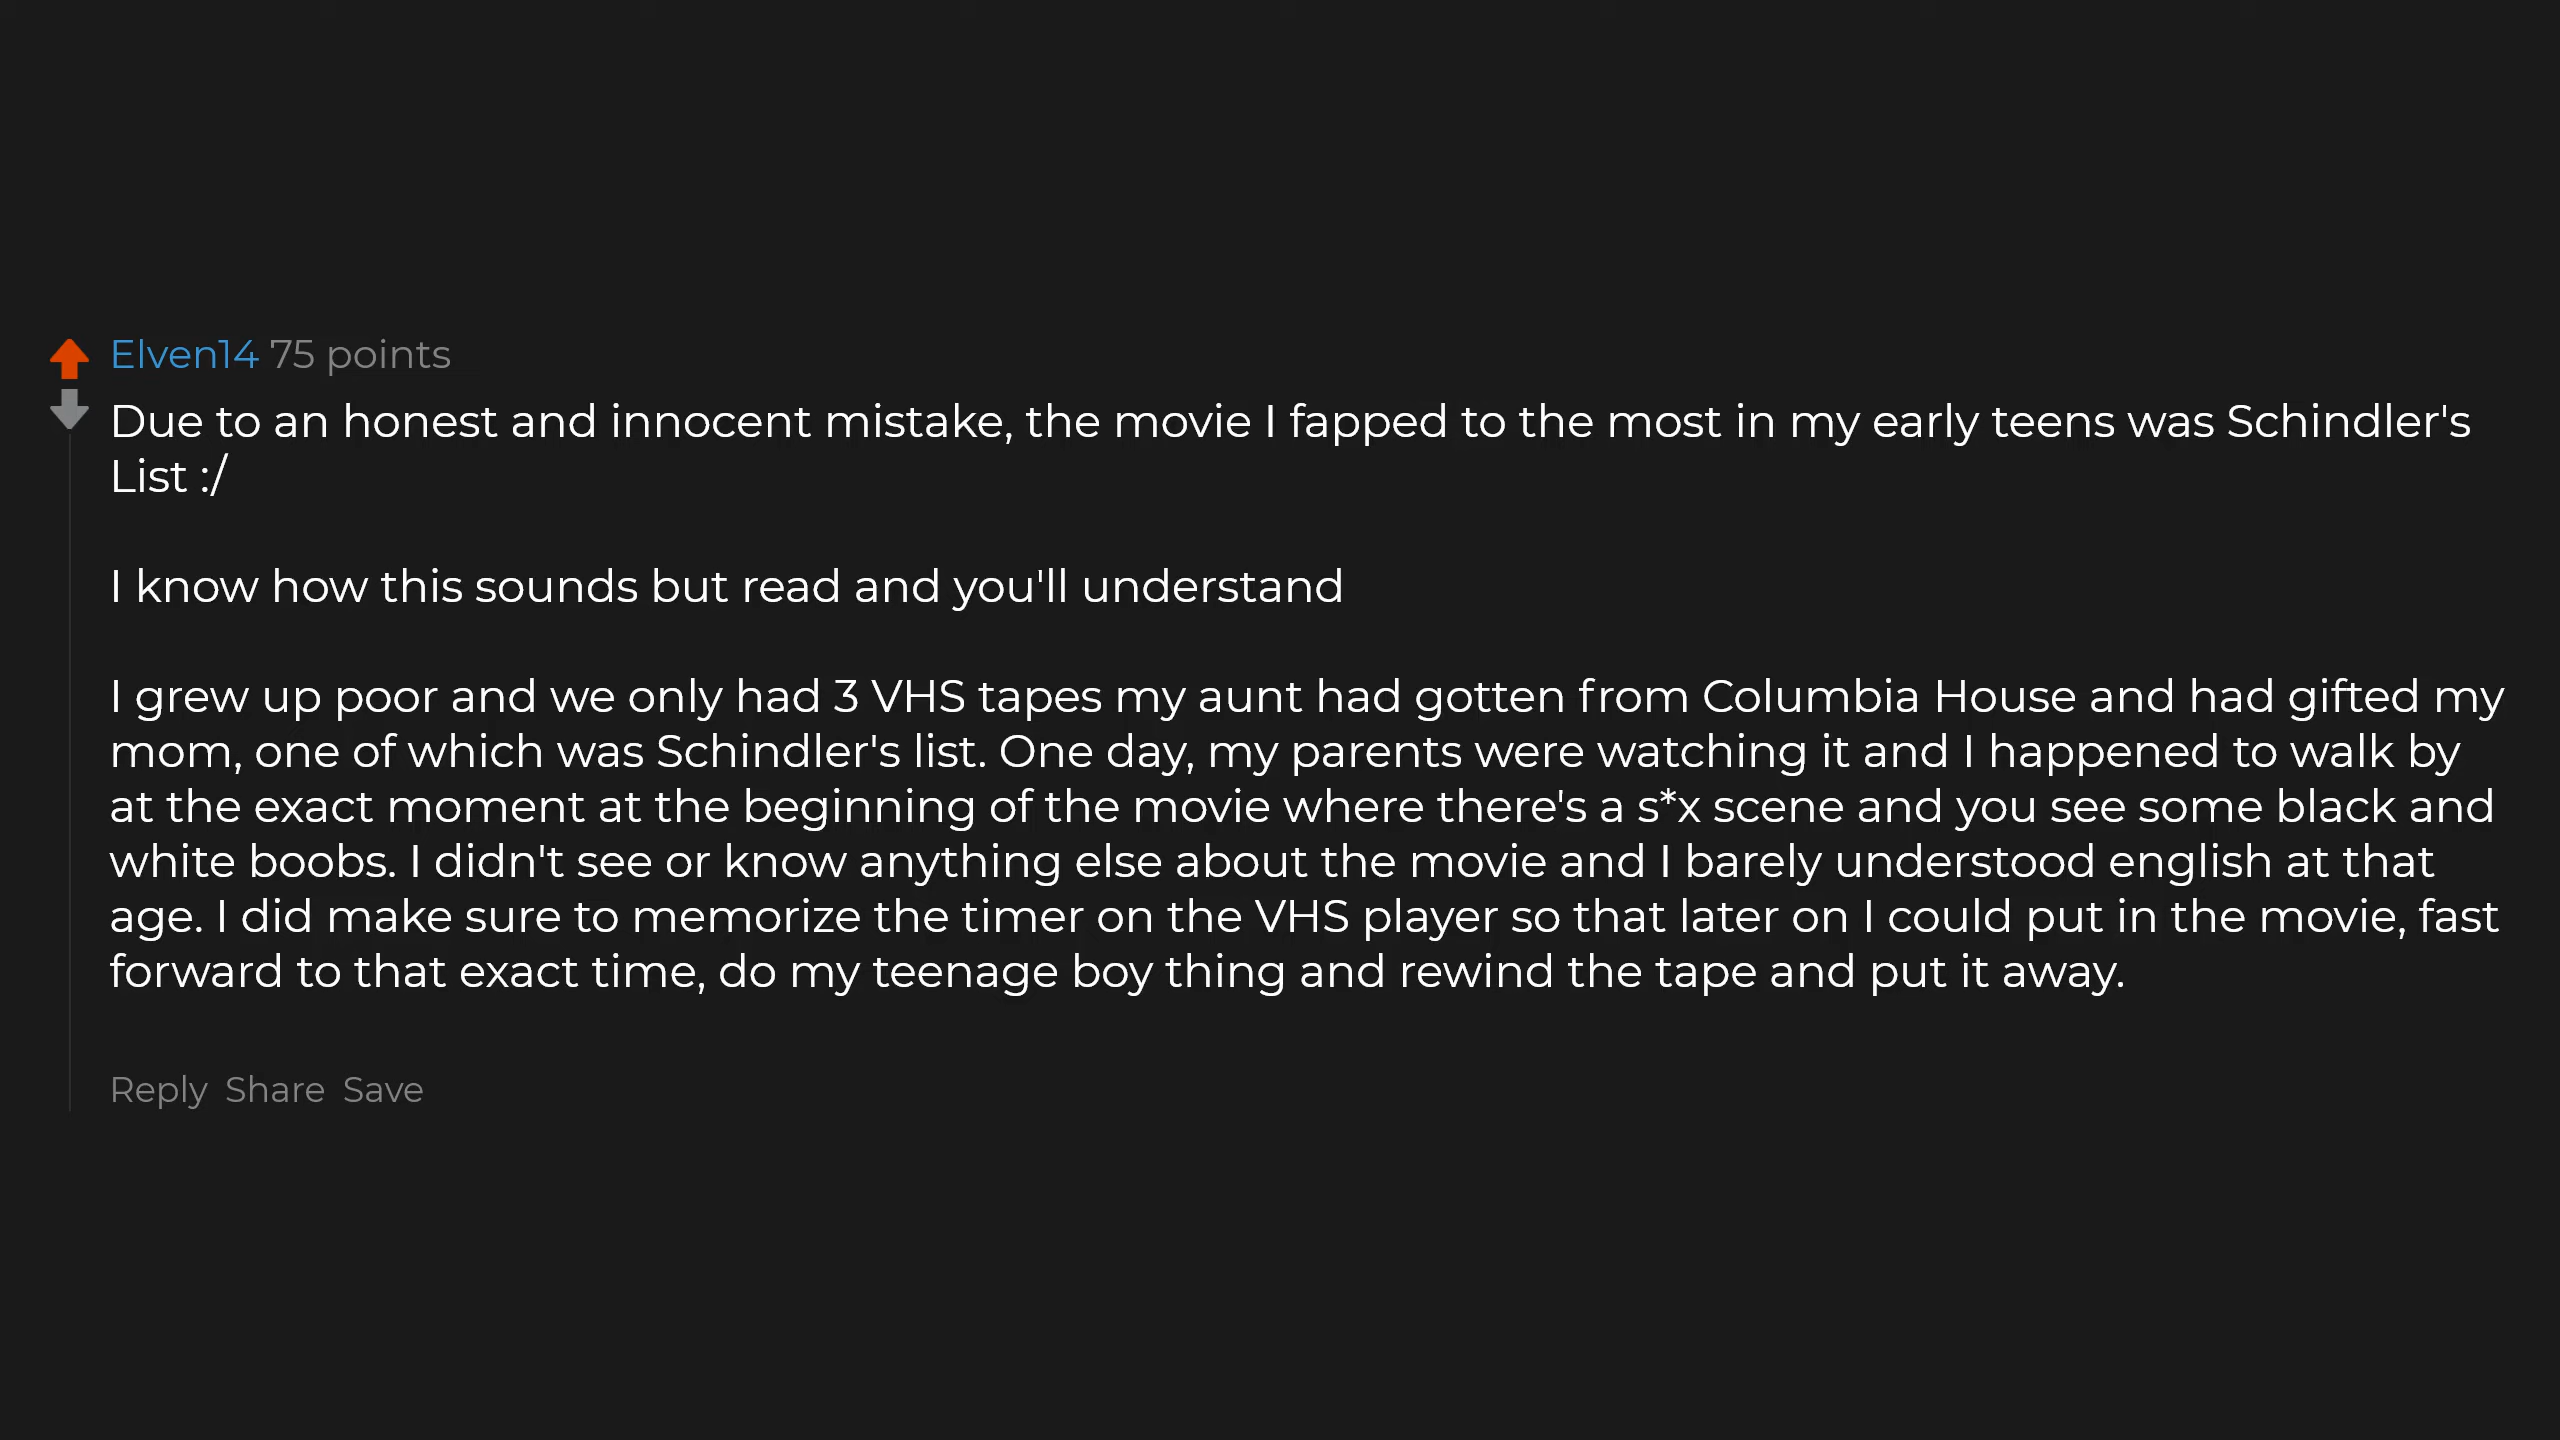 Elven14 75 points
Due to an honest and innocent mistake, the movie I fapped to the most in my early teens was Schindler's
List :/
I know how this sounds but read and you'll understand
I grew up poor and we only had 3 VHS tapes my aunt had gotten from Columbia House and had gifted my
mom, one of which was Schindler's list. One day, my parents were watching it and I happened to walk by
at the exact moment at the beginning of the movie where there's a s*x scene and you see some black and
white boobs. I didn't see or know anything else about the movie and I barely understood english at that
age. I did make sure to memorize the timer on the VHS player so that later on I could put in the movie, fast
forward to that exact time, do my teenage boy thing and rewind the tape and put it away.
Reply Share Save